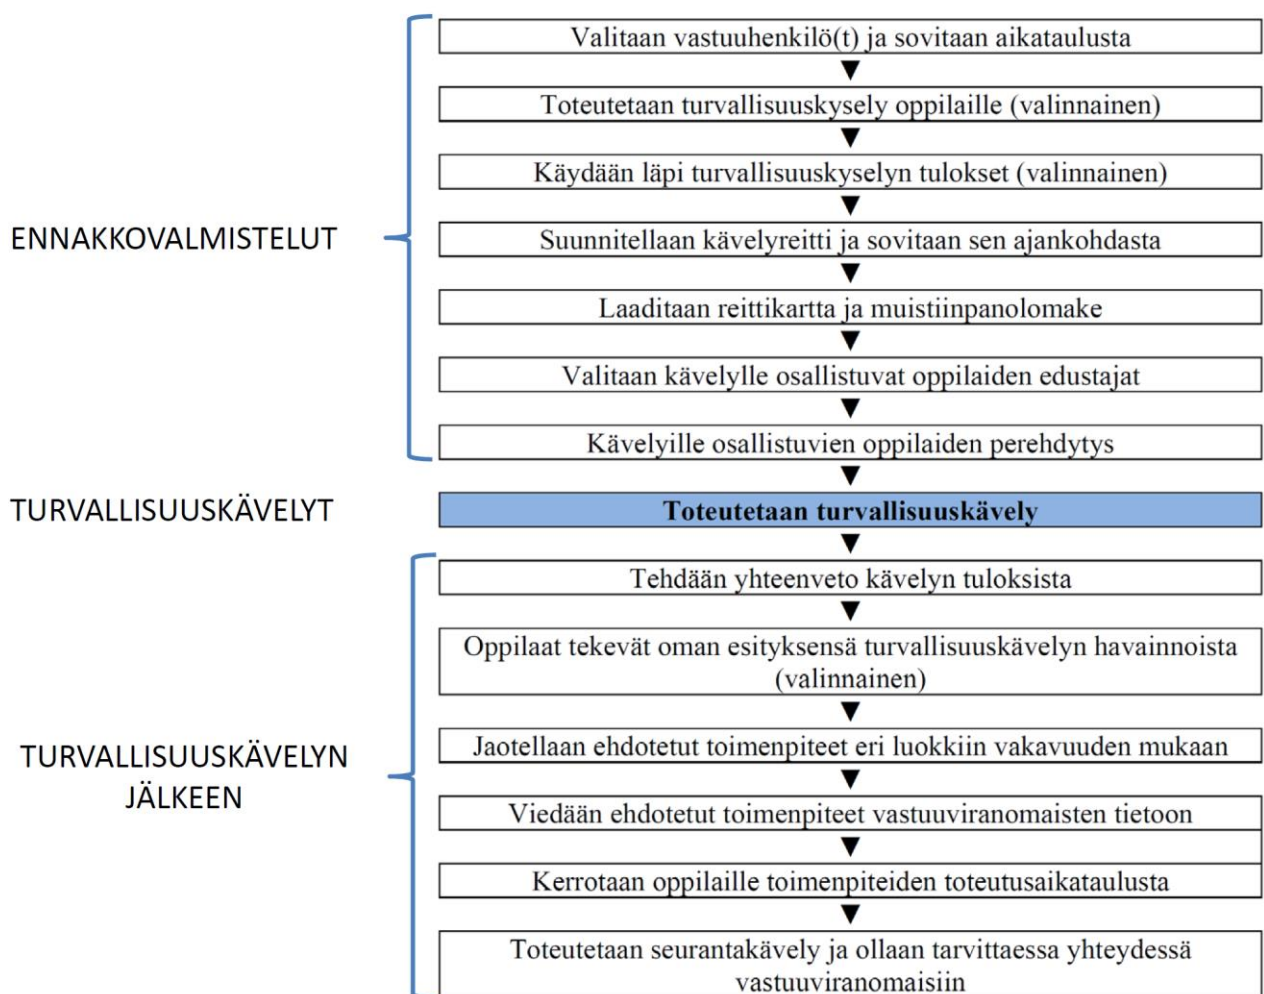 Valitaan vastuuhenkilö(t) ja sovitaan aikataulusta
Toteutetaan turvallisuuskysely oppilaille (valinnainen)
Käydään läpi turvallisuuskyselyn tulokset (valinnainen)
ENNAKKOVALMISTELUT
Suunnitellaan kävelyreitti ja sovitaan sen ajankohdasta
Laaditaan reittikartta ja muistiinpanolomake
Valitaan kävelylle osallistuvat oppilaiden edustajat
Kävelyille osallistuvien oppilaiden perehdytys
TURVALLISUUSKÄVELYT
Toteutetaan turvallisuuskävely
Tehdään yhteenveto kävelyn tuloksista
Oppilaat tekevät oman esityksensä turvallisuuskävelyn havainnoista
(valinnainen)
TURVALLISUUSKÄVELYN
JÄLKEEN
Jaotellaan ehdotetut toimenpiteet eri luokkiin vakavuuden mukaan
Viedään ehdotetut toimenpiteet vastuuviranomaisten tietoon
Kerrotaan oppilaille toimenpiteiden toteutusaikataulusta
Toteutetaan seurantakävely ja ollaan tarvittaessa yhteydessä
vastuuviranomaisiin